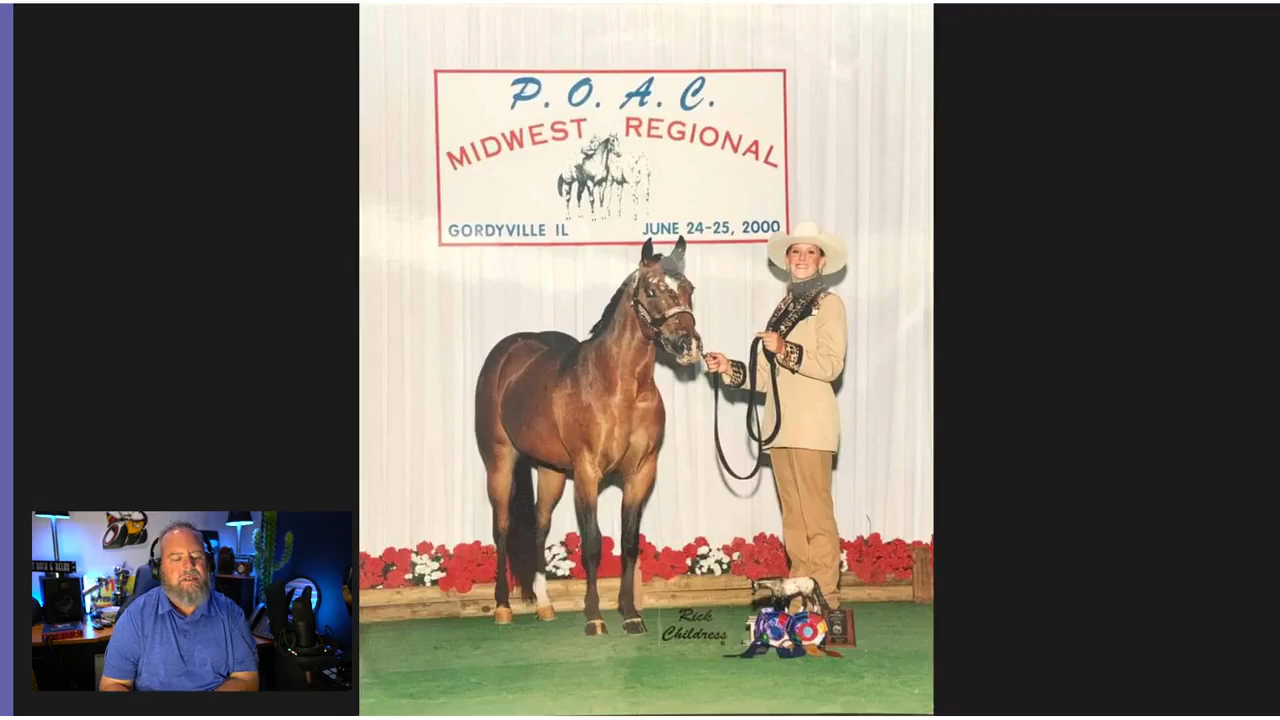 P. O. A. C.
MIDWEST REGIONAL
GORDYVILLE IL JUNE 24-25, 2000
Rick
Childress